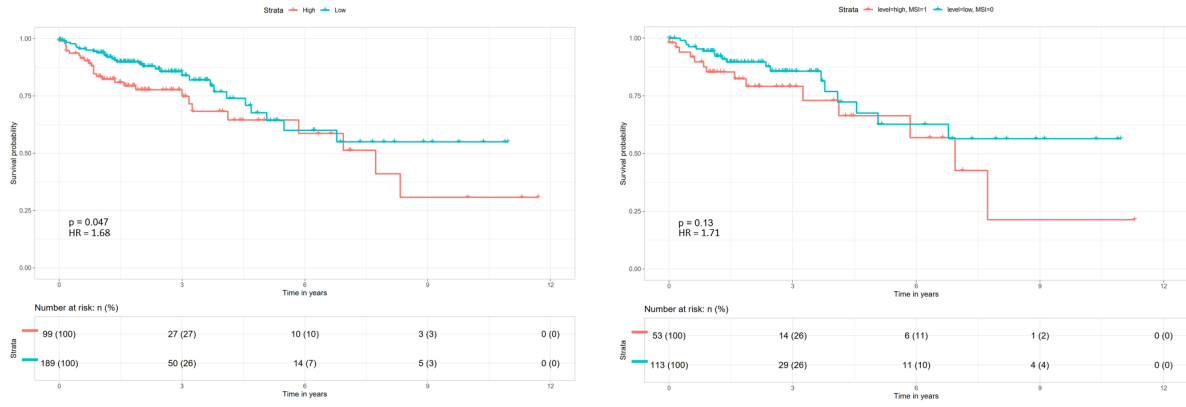 Strata High Low
1.00
0.75
0.50
0.25
0.00
Survival probability
p = 0.047
HR = 1.68
0 3 6 9 12
Time in years
Number at risk: n (%)
Strata
99 (100) 27 (27) 10 (10) 3 (3) 0 (0)
189 (100) 50 (26) 14 (7) 5 (3) 0 (0)
0 3 6 9 12
Time in years
Strata level=high, MSI=1 level=low, MSI=0
1.00
0.75
0.50
0.25
0.00
Survival probability
p = 0.13
HR = 1.71
0 3 6 9 12
Time in years
Number at risk: n (%)
Strata
53 (100) 14 (26) 6 (11) 1 (2) 0 (0)
113 (100) 29 (26) 11 (10) 4 (4) 0 (0)
0 3 6 9 12
Time in years